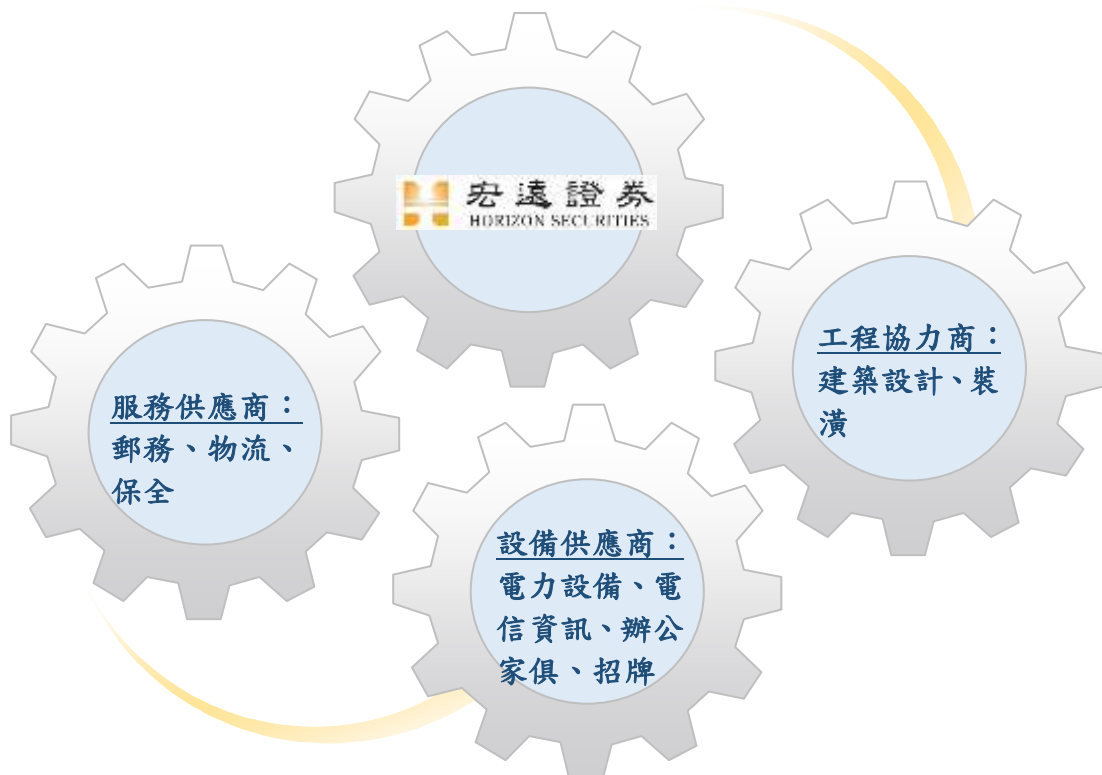 宏遠證券
HORIZON SECURITIES
工程協力商：
建築設計、裝
潢
服務供應商：
郵務、物流、
保全
設備供應商：
電力設備、電
信資訊、辦公
家俱、招牌